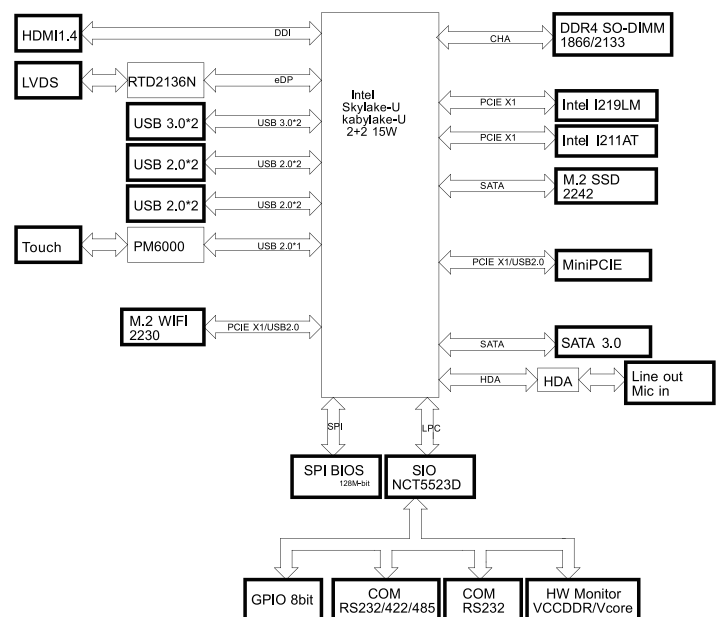 HDMI1.4
DDI
LVDS
RTD2136N
eDP
USB 3.0*2
USB 3.0*2
USB 2.0*2
USB 2.0*2
USB 2.0*2
USB 2.0*2
Touch
PM6000
USB 2.0*1
M.2 WIFI
2230
PCIE X1/USB2.0
Intel
Skylake-U
kabylake-U
2+2 15W
CHA
DDR4 SO-DIMM
1866/2133
PCIE X1
Intel I219LM
PCIE X1
Intel I211AT
SATA
M.2 SSD
2242
PCIE X1/USB2.0
MiniPCIE
SATA
SATA 3.0
HDA
HDA
Line out
Mic in
SPI
LPC
SPI BIOS
128M-bit
SIO
NCT5523D
GPIO 8bit
COM
RS232/422/485
COM
RS232
HW Monitor
VCCDDR/Vcore